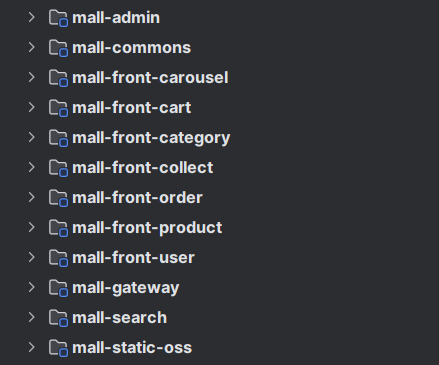 mall-admin
mall-commons
mall-front-carousel
mall-front-cart
mall-front-category
mall-front-collect
mall-front-order
mall-front-product
mall-front-user
mall-gateway
mall-search
mall-static-oss